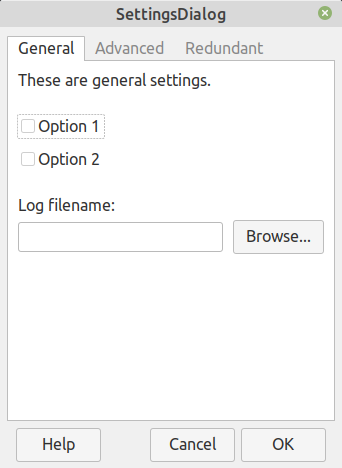 SettingsDialog
General Advanced Redundant
These are general settings.
Option 1
Option 2
Log filename:
Browse...
Help Cancel OK